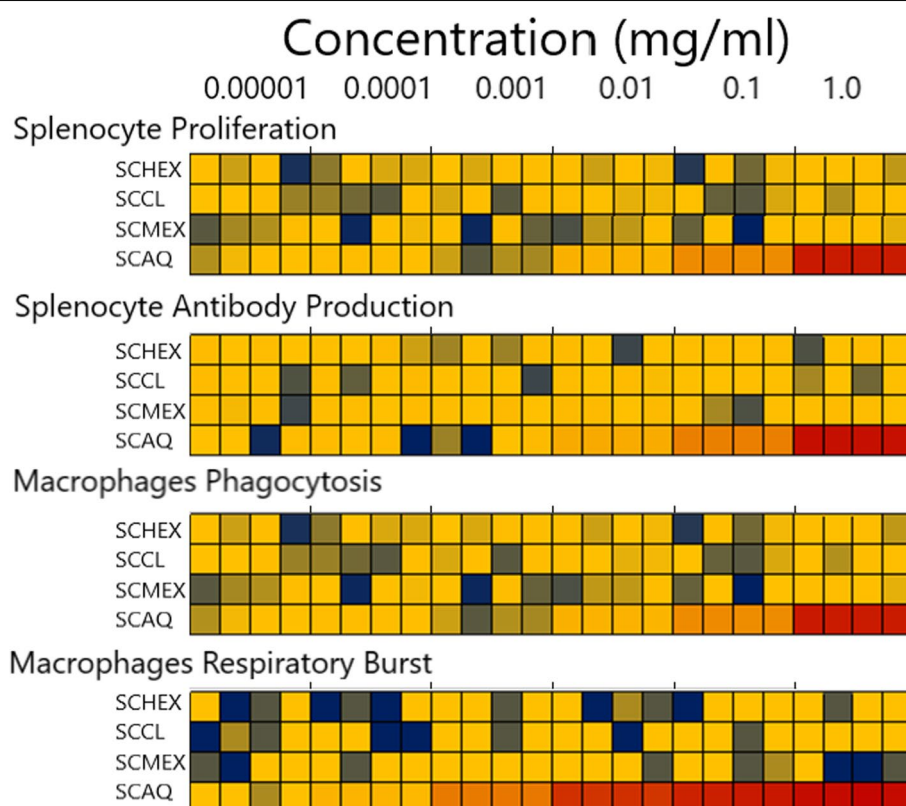 Concentration (mg/ml)
0.00001 0.0001 0.001 0.01 0.1 1.0
Splenocyte Proliferation
SCHEX
SCCL
SCMEX
SCAQ
Splenocyte Antibody Production
SCHEX
SCCL
SCMEX
SCAQ
Macrophages Phagocytosis
SCHEX
SCCL
SCMEX
SCAQ
Macrophages Respiratory Burst
SCHEX
SCCL
SCMEX
SCAQ